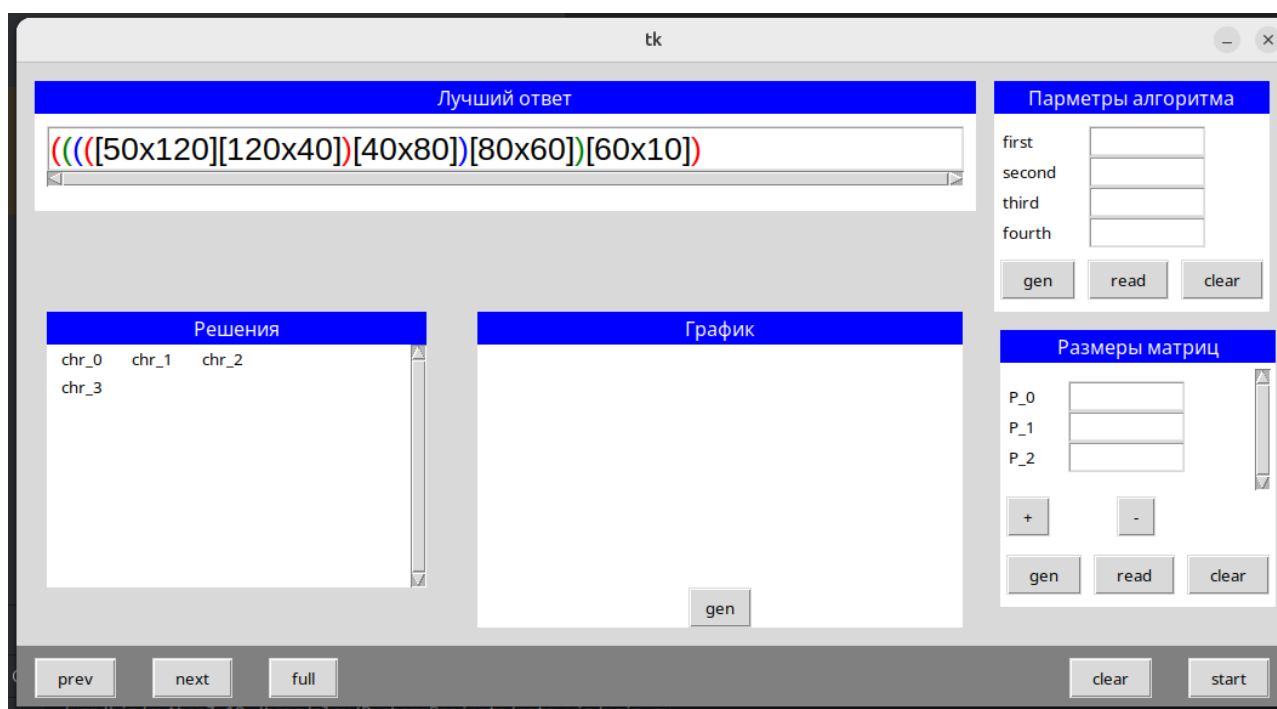 tk
Лучший ответ
(((([50x120][120x40])[40x80])[80x60])[60x10])
Парметры алгоритма
first
second
third
fourth
gen read clear
Решения
chr_0 chr_1 chr_2
chr_3
График
gen
Размеры матриц
P_0
P_1
P_2
+ -
gen read clear
prev next full clear start